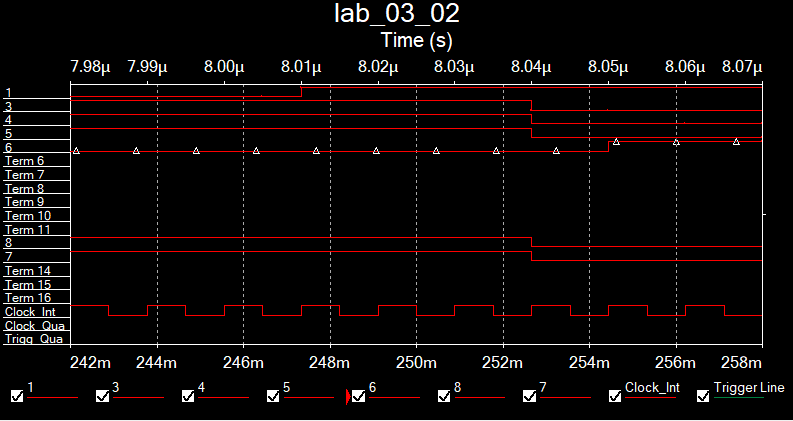 lab_03_02
Time (s)
7.98µ 7.99µ 8.00µ 8.01µ 8.02µ 8.03µ 8.04µ 8.05µ 8.06µ 8.07µ
1
3
4
5
6
Term 6
Term 7
Term 8
Term 9
Term 10
Term 11
8
7
Term 14
Term 15
Term 16
Clock_Int
Clock_Qua
Trigg_Qua
242m 244m 246m 248m 250m 252m 254m 256m 258m
1 3 4 5 6 8 7 Clock_Int Trigger Line